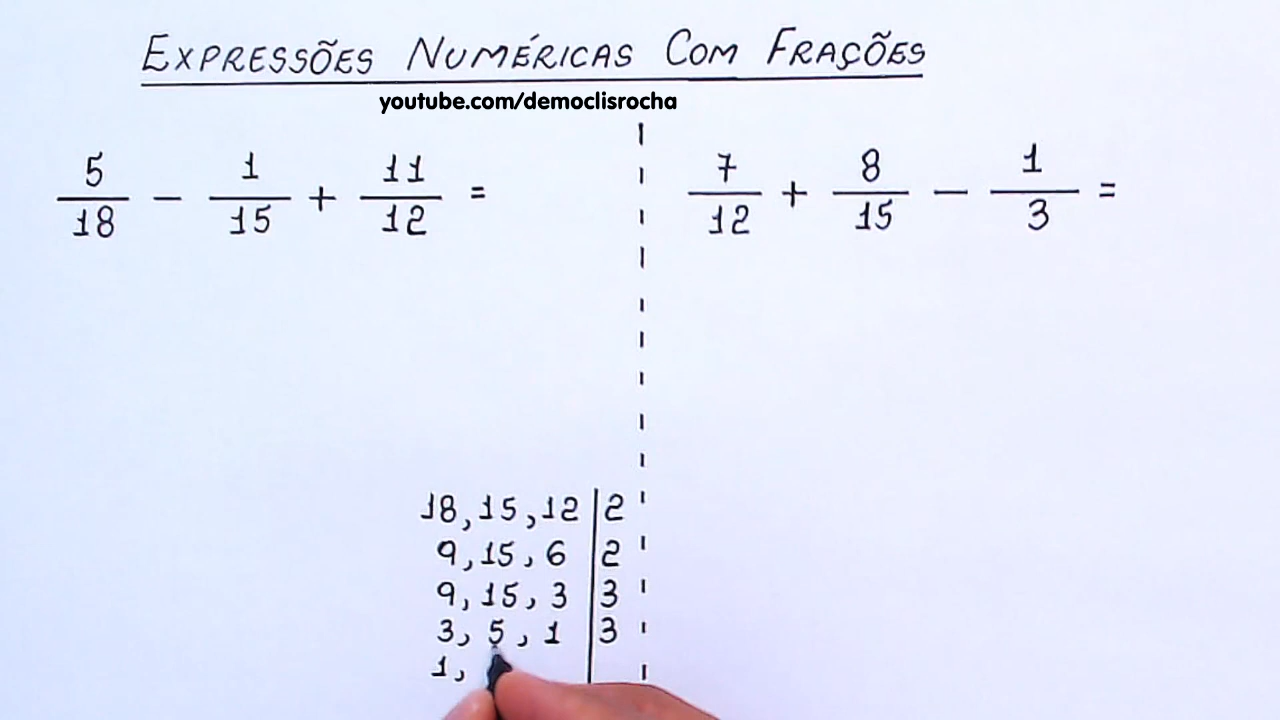 EXPRESSÕES NUMÉRICAS COM FRAÇÕES
youtube.com/democlisrocha
5/18 - 1/15 + 11/12 =
7/12 + 8/15 - 1/3 =
18, 15, 12 | 2
9, 15, 6 | 2
9, 15, 3 | 3
3, 5, 1 | 3
1,